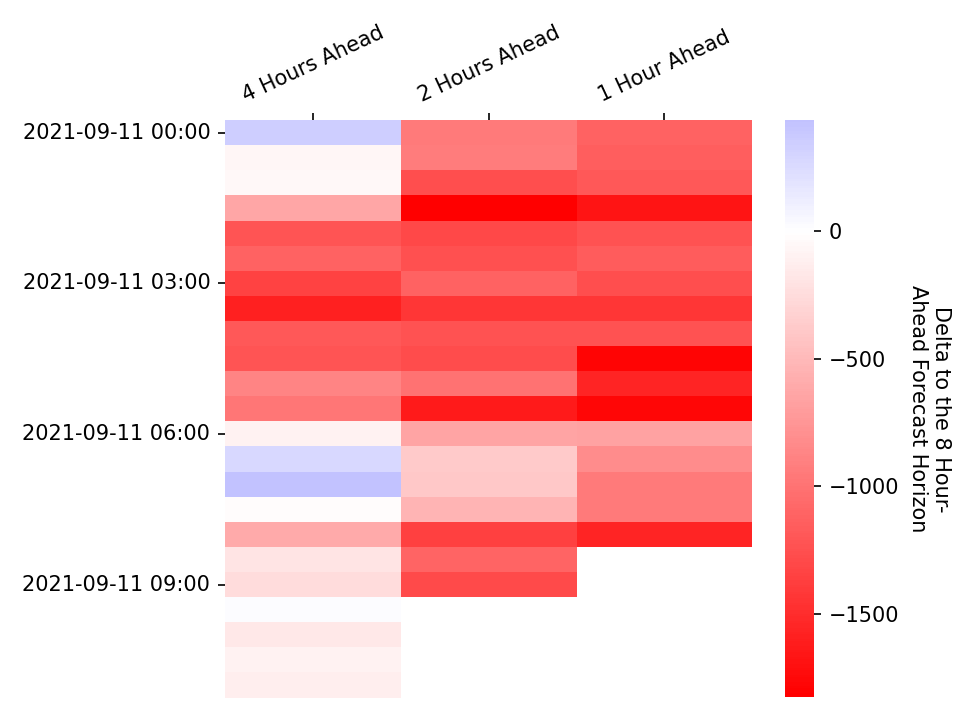 4 Hours Ahead
2 Hours Ahead
1 Hour Ahead
2021-09-11 00:00
2021-09-11 03:00
2021-09-11 06:00
2021-09-11 09:00
0
−500
−1000
−1500
Delta to the 8 Hour-
Ahead Forecast Horizon